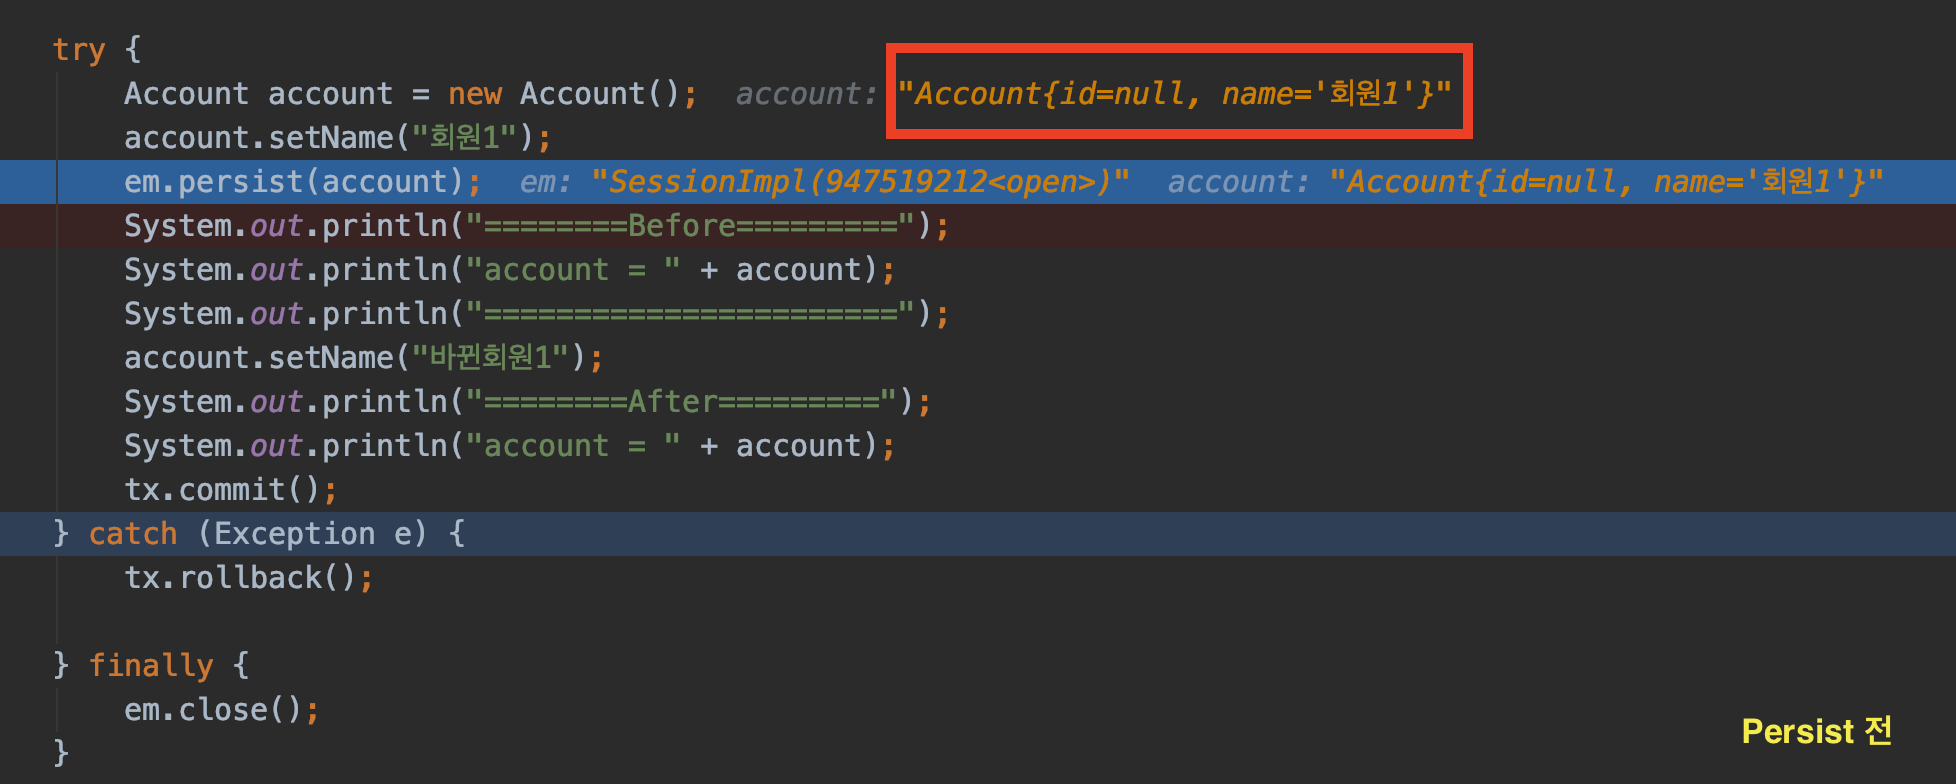 try {
Account account = new Account();  account: "Account{id=null, name='회원1'}"
account.setName("회원1");
em.persist(account);  em: "SessionImpl(947519212<open>)"  account: "Account{id=null, name='회원1'}"
System.out.println("========Before=========");
System.out.println("account = " + account);
System.out.println("=======================");
account.setName("바뀐회원1");
System.out.println("========After=========");
System.out.println("account = " + account);
tx.commit();
} catch (Exception e) {
tx.rollback();
} finally {
em.close();
}
Persist 전